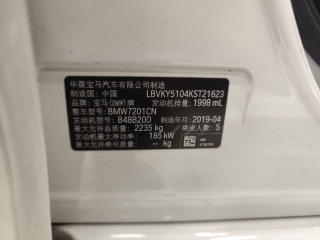 华晨宝马汽车有限公司制造
制造国：中国 LBVKY5104KST21623
品牌：宝马(BMW)牌 发动机排量：1998 mL
整车型号：BMW7201CN
发动机型号：B48B20D 制造年月：2019-04
最大允许总质量：2235 kg 乘坐人数：5
发动机最大净功率：185 kW
最大允许牵引质量：-- kg